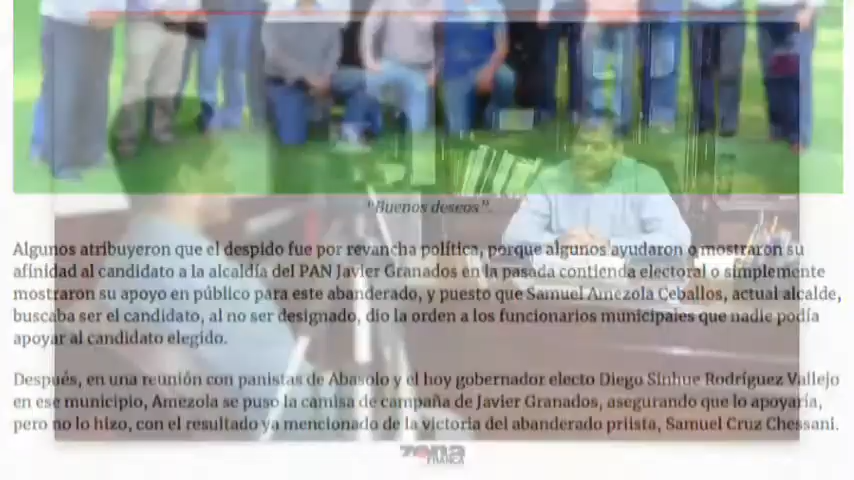 "Buenos deseos".
Algunos atribuyeron que el despido fue por revancha política, porque algunos ayudaron o mostraron su
afinidad al candidato a la alcaldía del PAN Javier Granados en la pasada contienda electoral o simplemente
mostraron su apoyo en público para este abanderado, y puesto que Samuel Amezola Ceballos, actual alcalde,
buscaba ser el candidato, al no ser designado, dio la orden a los funcionarios municipales que nadie podía
apoyar al candidato elegido.
Después, en una reunión con panistas de Abasolo y el hoy gobernador electo Diego Sinhue Rodríguez Vallejo
en ese municipio, Amezola se puso la camisa de campaña de Javier Granados, asegurando que lo apoyaría,
pero no lo hizo, con el resultado ya mencionado de la victoria del abanderado priista, Samuel Cruz Chessani.
zona
FRANCA